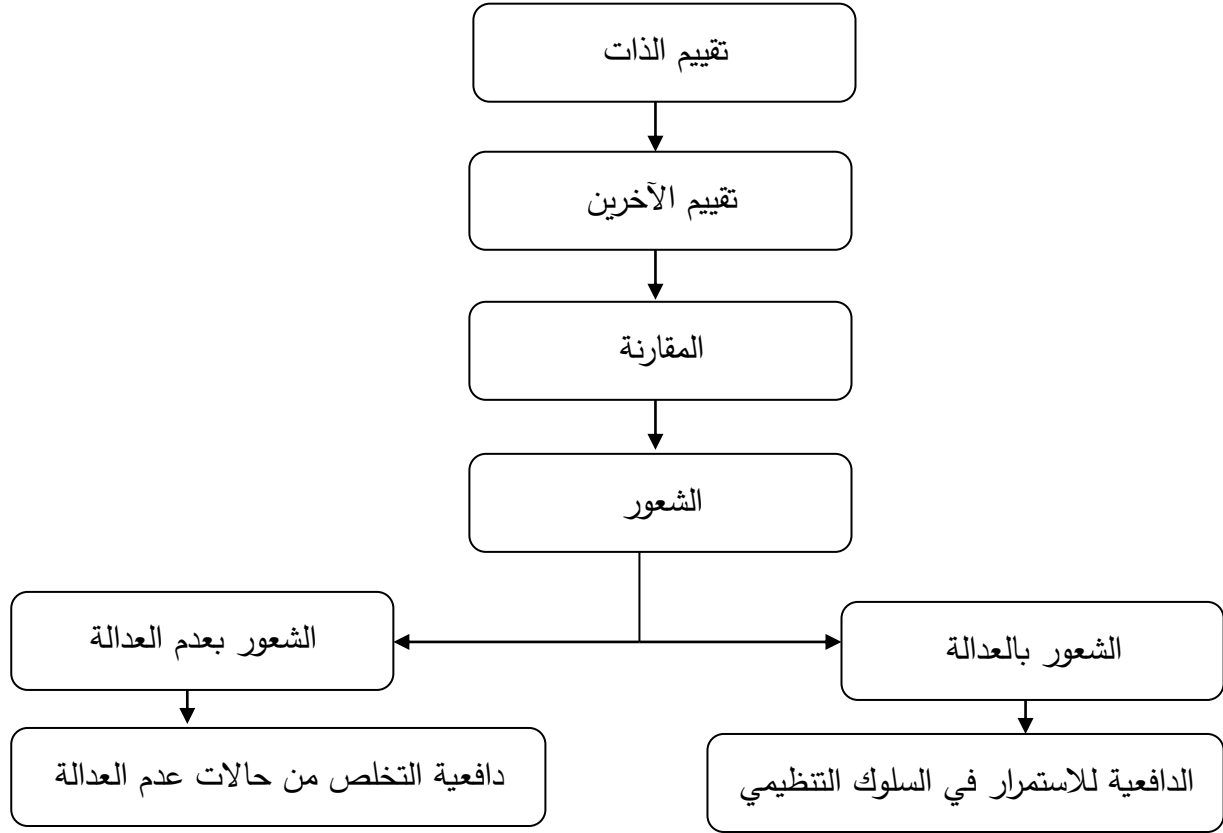 تقييم الذات
تقييم الآخرين
المقارنة
الشعور
الشعور بالعدالة
الشعور بعدم العدالة
الدافعية للاستمرار في السلوك التنظيمي
دافعية التخلص من حالات عدم العدالة